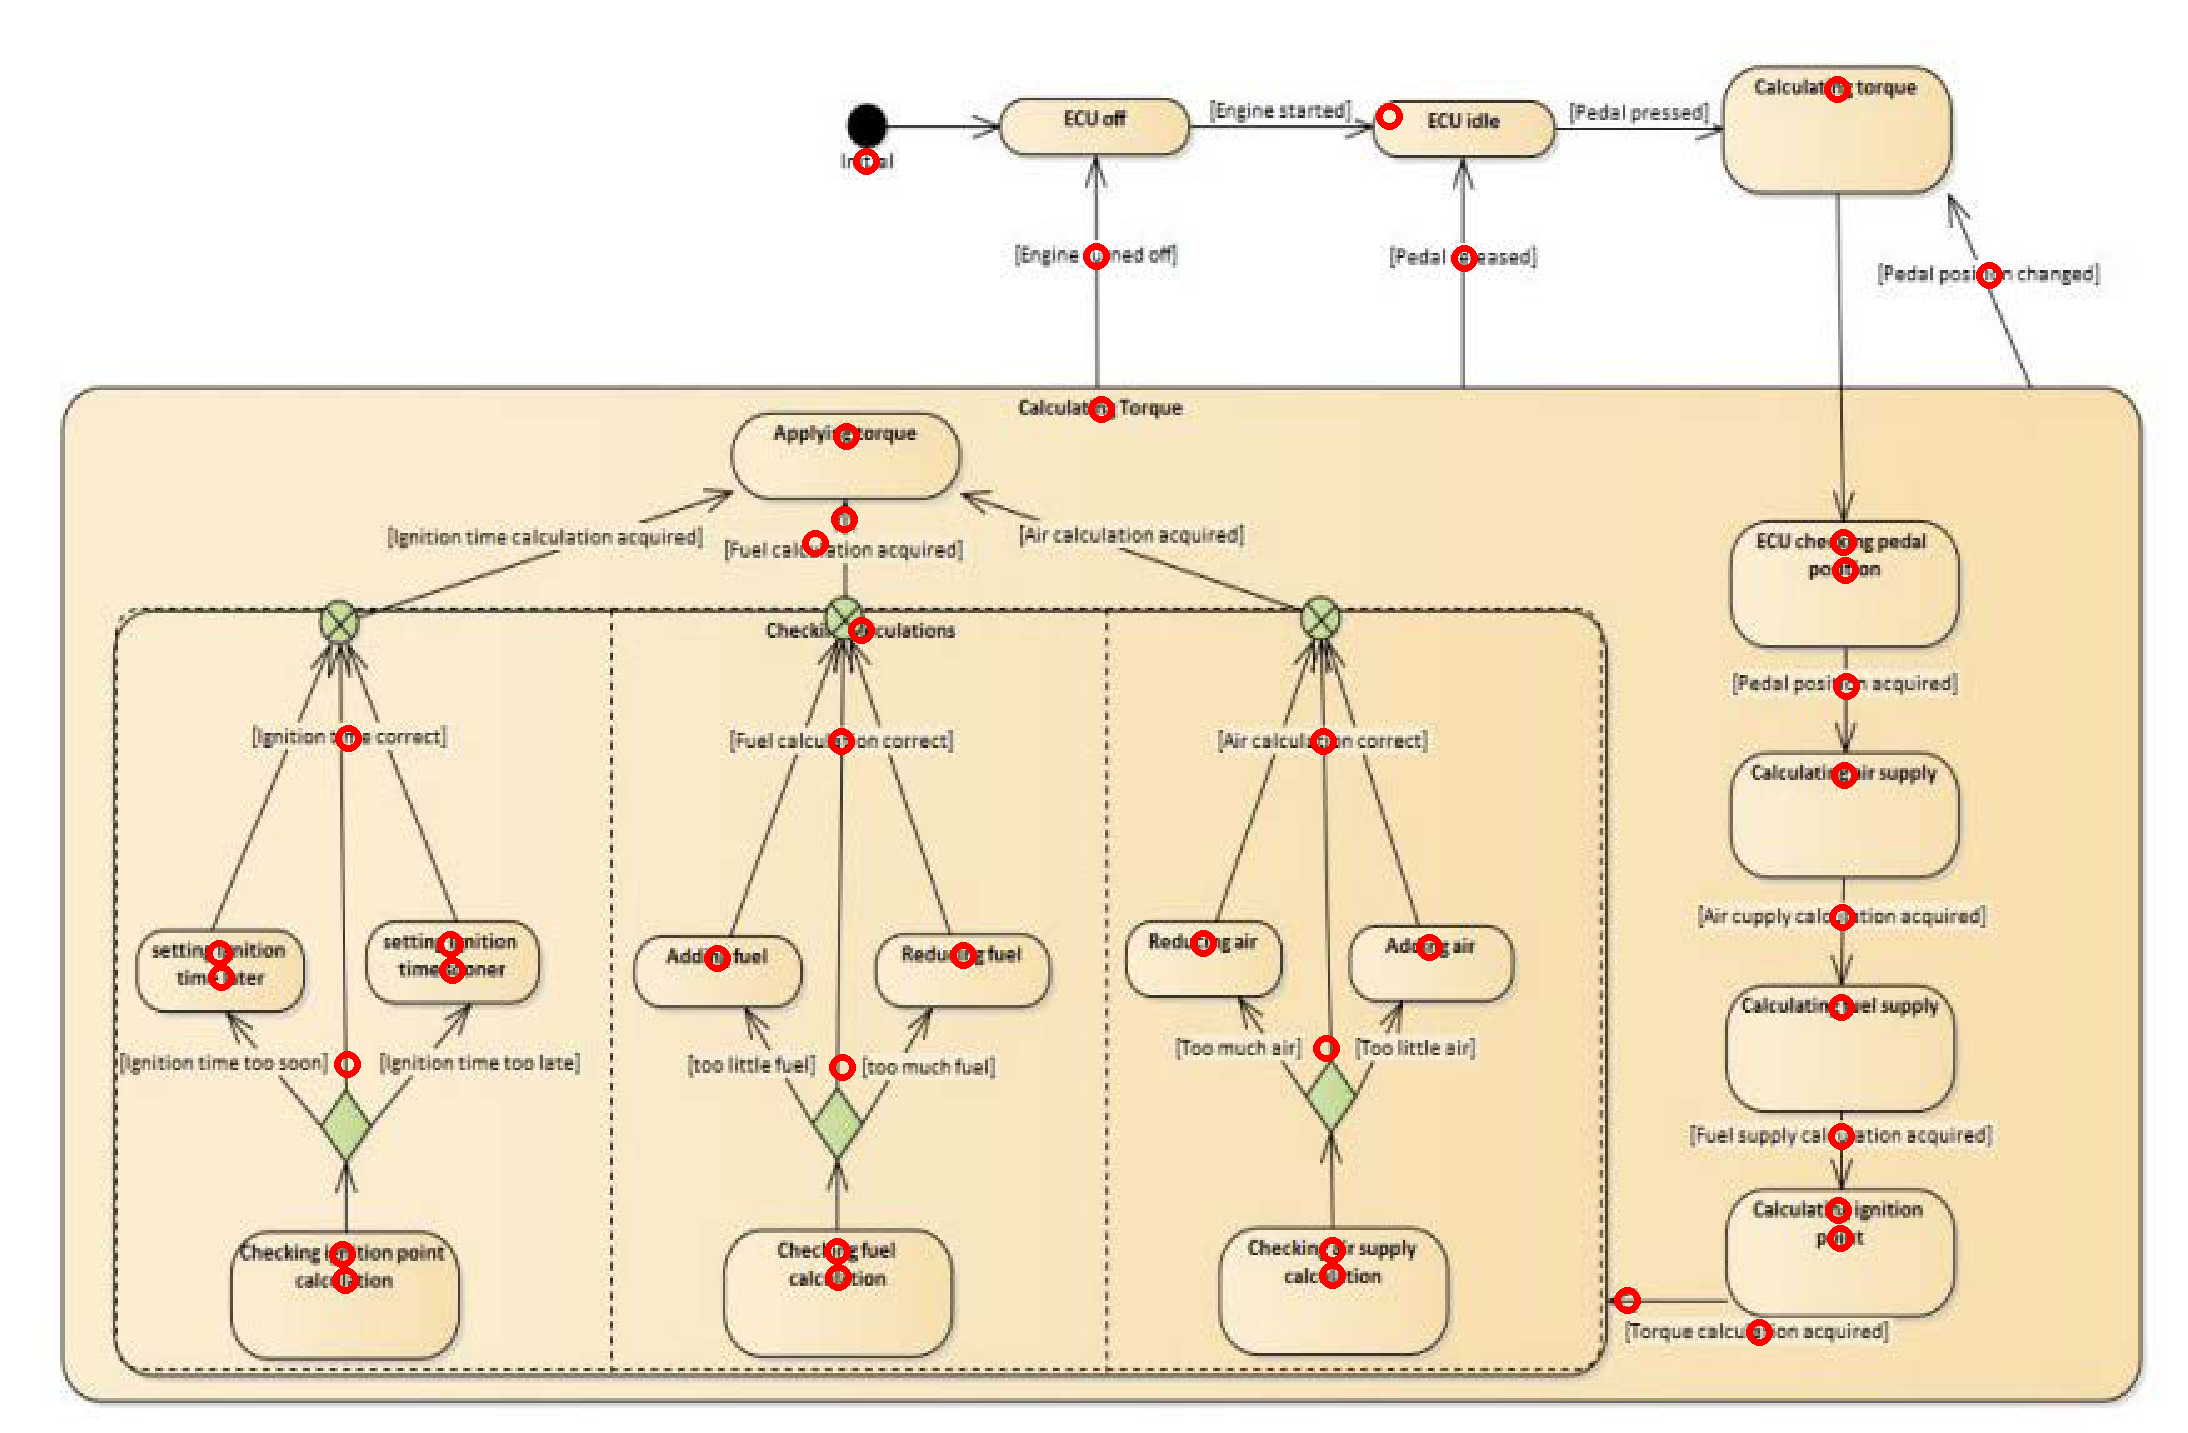 Calculating torque
[Engine started]
[Pedal pressed]
ECU off
ECU idle
Initial
[Engine turned off]
[Pedal released]
[Pedal position changed]
Calculating Torque
Applying torque
[Ignition time calculation acquired]
[Fuel calculation acquired]
[Air calculation acquired]
ECU checking pedal
position
Checking calculations
[Pedal position acquired]
[Ignition time correct]
[Fuel calculation correct]
[Air calculation correct]
Calculating air supply
[Air cupply calculation acquired]
setting ignition
time later
setting ignition
time sooner
Adding fuel
Reducing fuel
Reducing air
Adding air
Calculating fuel supply
[Ignition time too soon]
[Ignition time too late]
[too little fuel]
[too much fuel]
[Too much air]
[Too little air]
[Fuel supply calculation acquired]
Calculating ignition
point
Checking ignition point
calculation
Checking fuel
calculation
Checking air supply
calculation
[Torque calculation acquired]